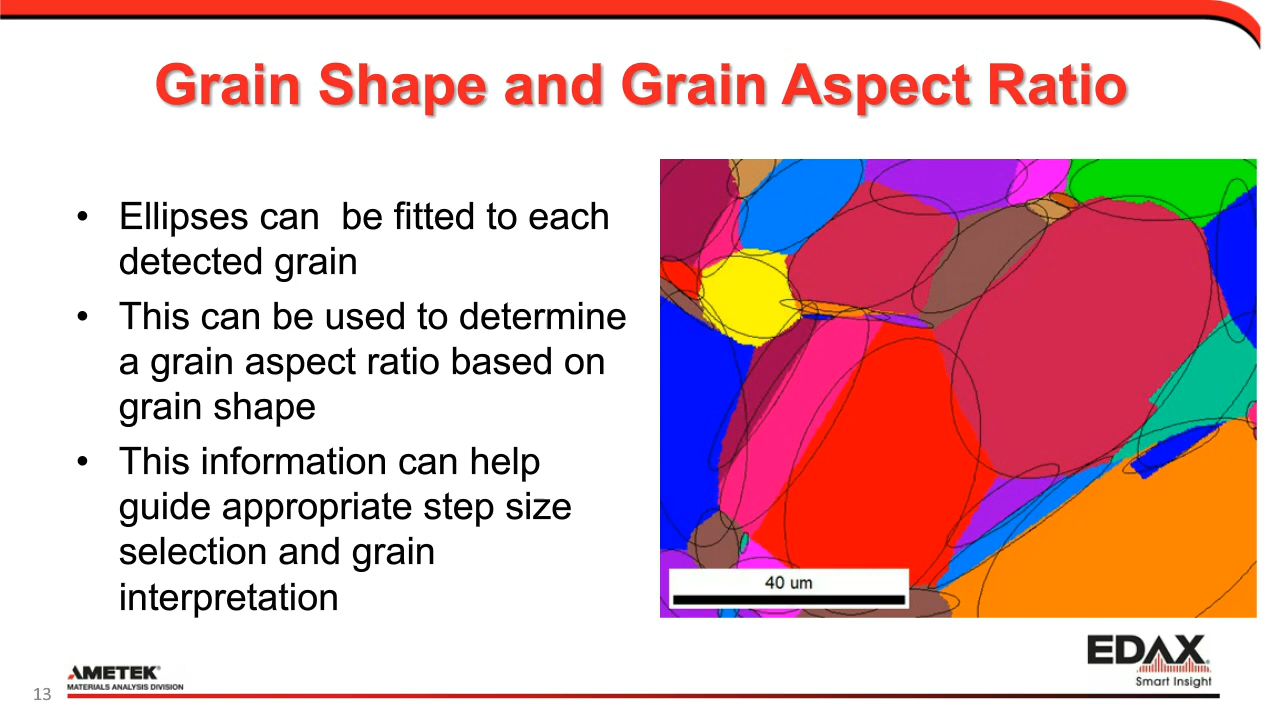 Grain Shape and Grain Aspect Ratio
• Ellipses can  be fitted to each
detected grain
• This can be used to determine
a grain aspect ratio based on
grain shape
• This information can help
guide appropriate step size
selection and grain
interpretation
40 um
13
AMETEK®
MATERIALS ANALYSIS DIVISION
EDAX
Smart Insight